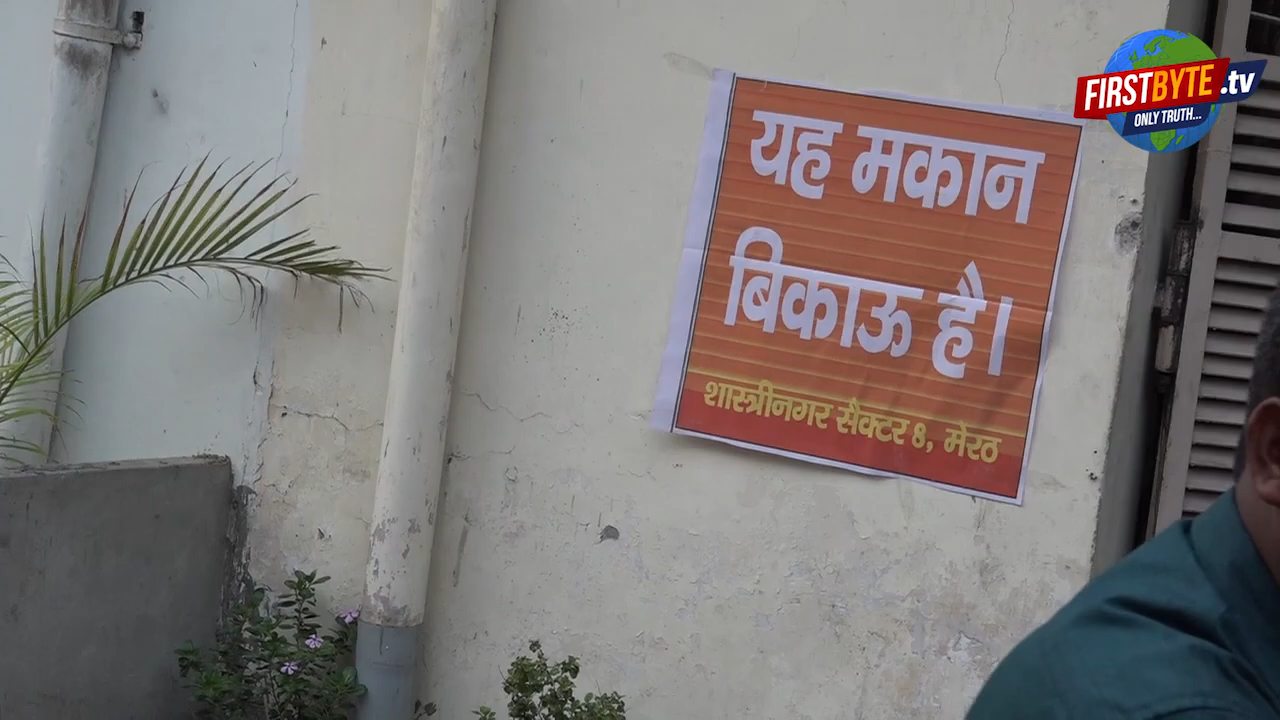 FIRSTBYTE.tv
ONLY TRUTH...
यह मकान
बिकाऊ है।
शास्त्रीनगर सैक्टर 8, मेरठ